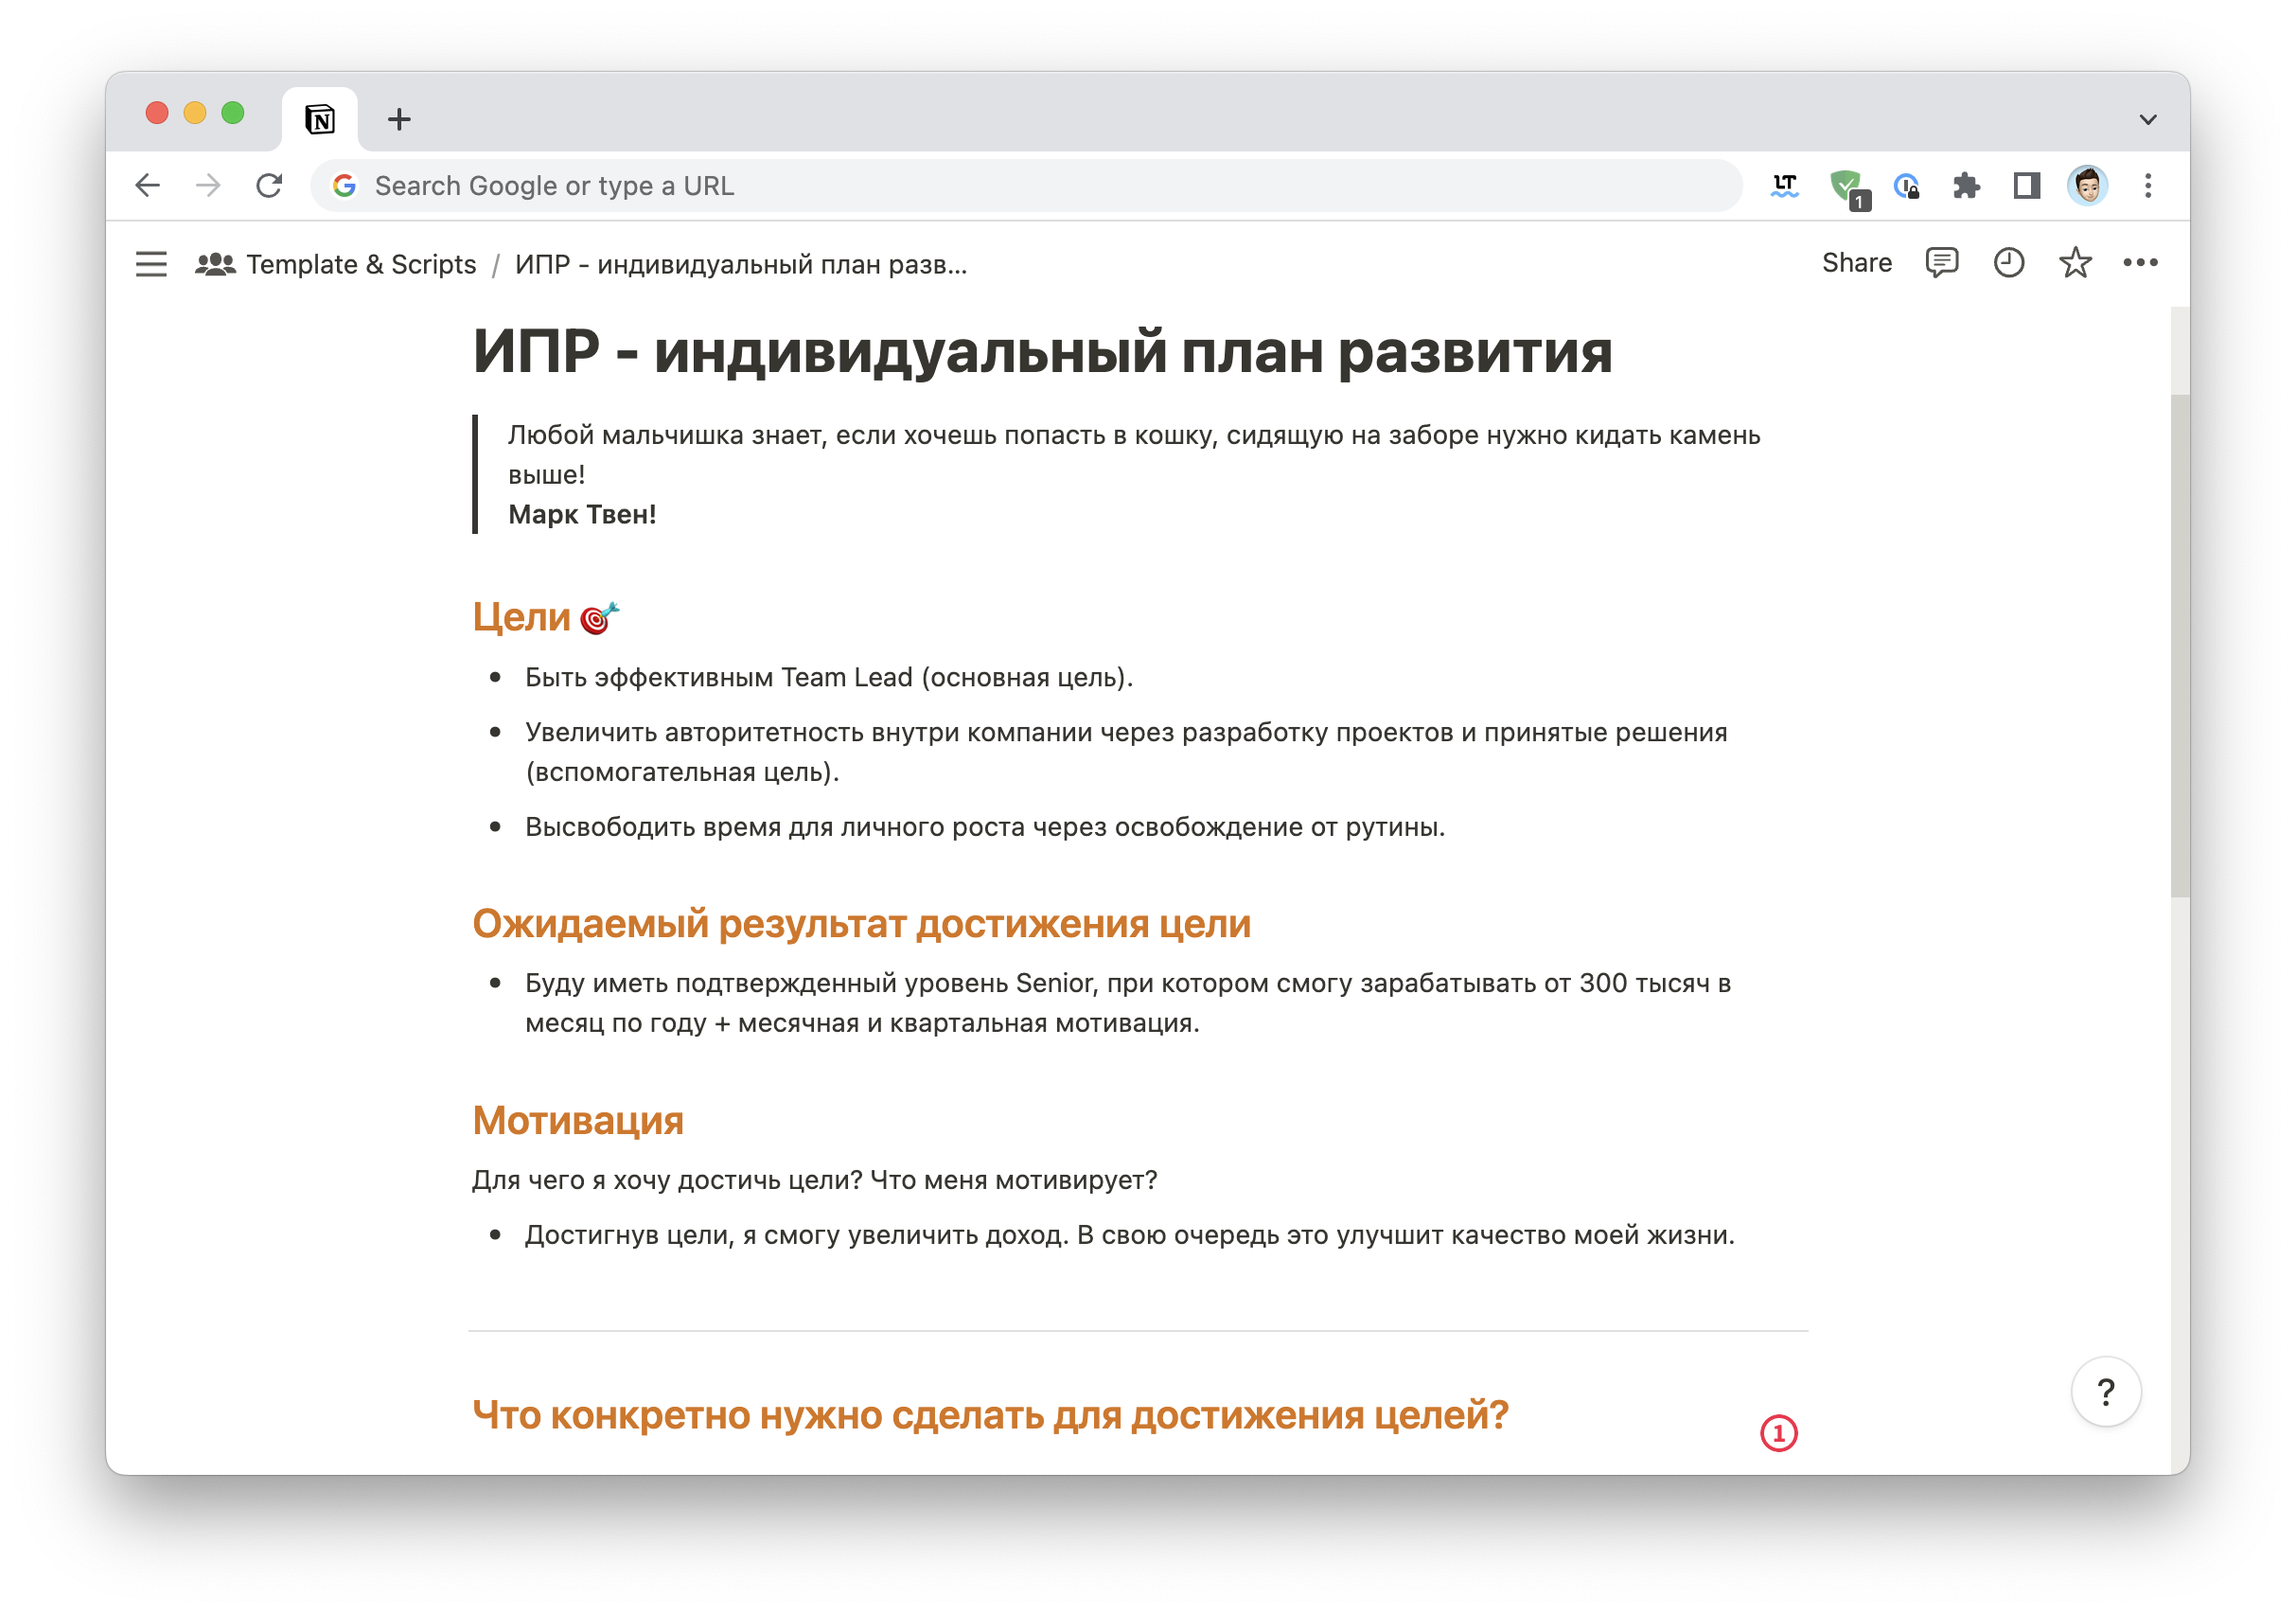 N
Search Google or type a URL
LT
1
Template & Scripts / ИПР - индивидуальный план разв...
Share
ИПР - индивидуальный план развития
Любой мальчишка знает, если хочешь попасть в кошку, сидящую на заборе нужно кидать камень
выше!
Марк Твен!
Цели
Быть эффективным Team Lead (основная цель).
Увеличить авторитетность внутри компании через разработку проектов и принятые решения
(вспомогательная цель).
Высвободить время для личного роста через освобождение от рутины.
Ожидаемый результат достижения цели
Буду иметь подтвержденный уровень Senior, при котором смогу зарабатывать от 300 тысяч в
месяц по году + месячная и квартальная мотивация.
Мотивация
Для чего я хочу достичь цели? Что меня мотивирует?
Достигнув цели, я смогу увеличить доход. В свою очередь это улучшит качество моей жизни.
?
Что конкретно нужно сделать для достижения целей?
1